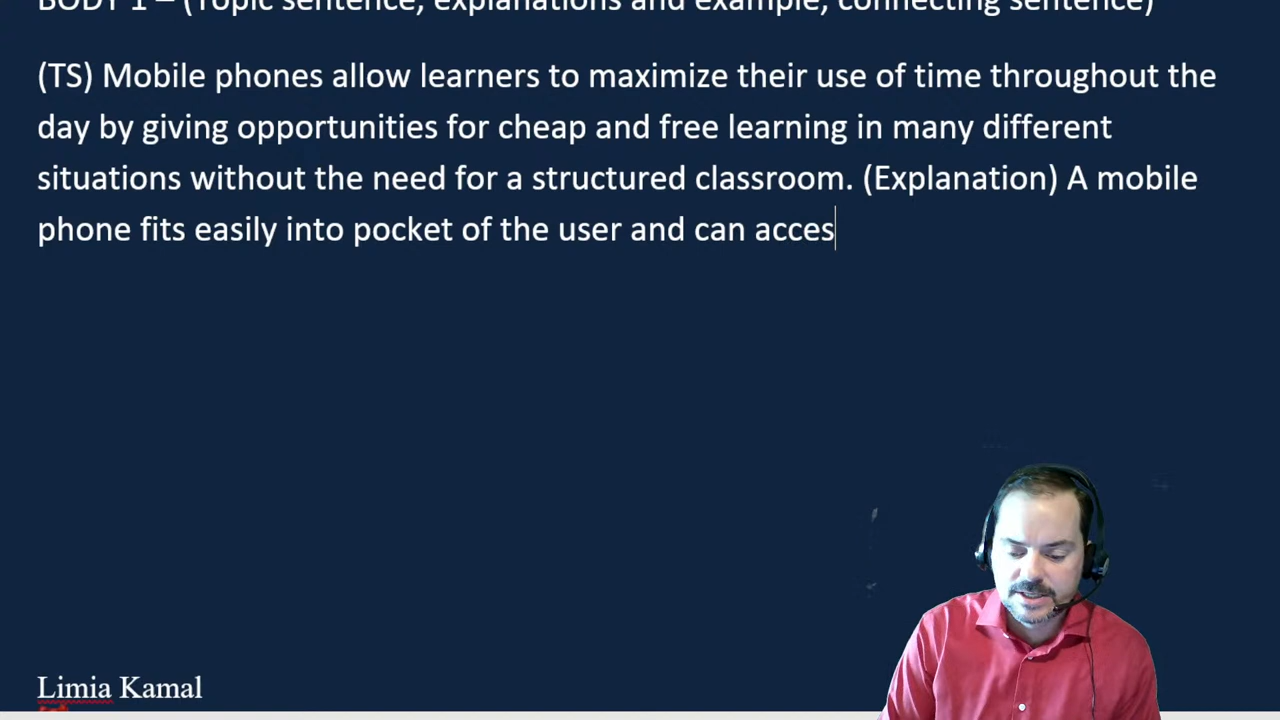 BODY 1 – (Topic sentence, explanations and example, connecting sentence)
(TS) Mobile phones allow learners to maximize their use of time throughout the
day by giving opportunities for cheap and free learning in many different
situations without the need for a structured classroom. (Explanation) A mobile
phone fits easily into pocket of the user and can acces
Limia Kamal